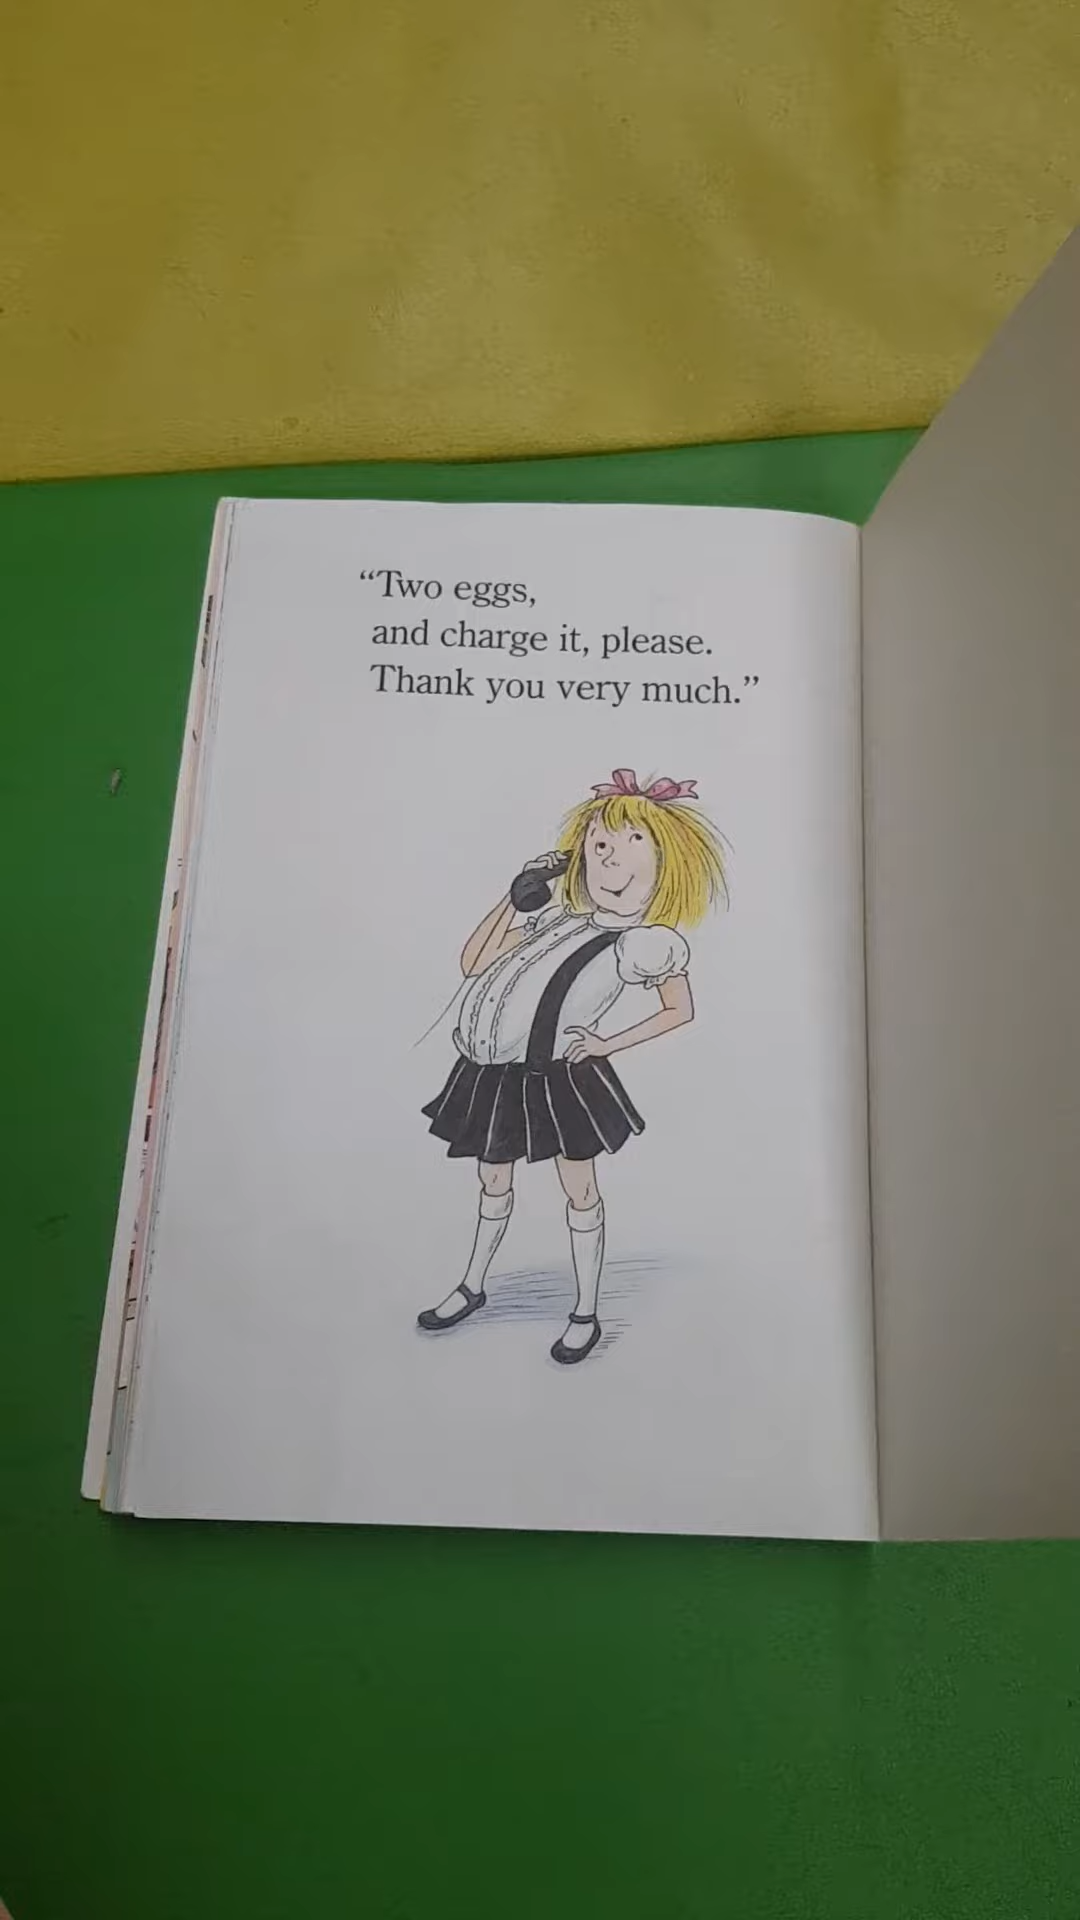 “Two eggs,
and charge it, please.
Thank you very much.”